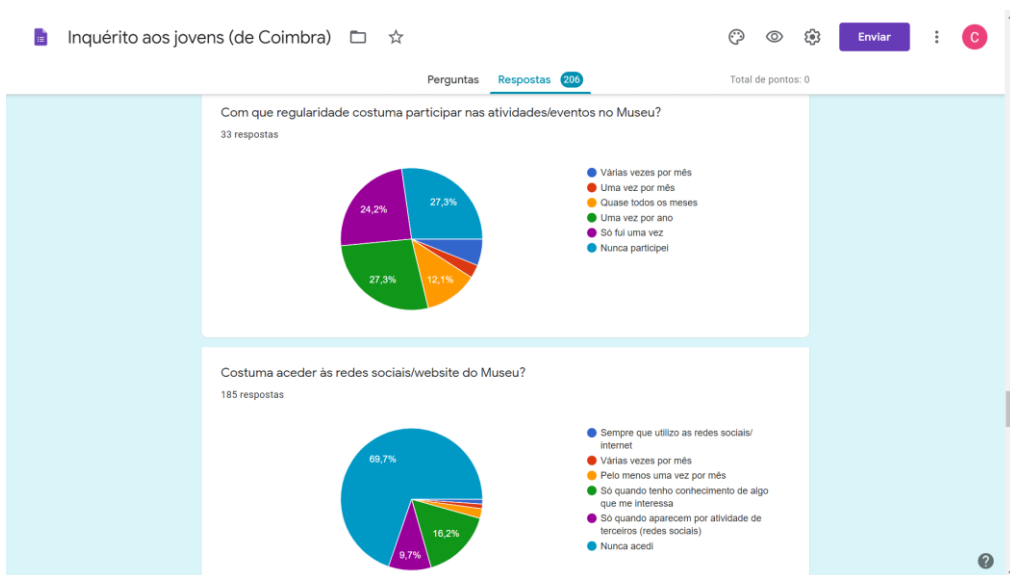 Inquérito aos jovens (de Coimbra)
Enviar
C
Perguntas Respostas 206
Total de pontos: 0
Com que regularidade costuma participar nas atividades/eventos no Museu?
33 respostas
24,2%
27,3%
27,3%
12,1%
Várias vezes por mês
Uma vez por mês
Quase todos os meses
Uma vez por ano
Só fui uma vez
Nunca participei
Costuma aceder às redes sociais/website do Museu?
185 respostas
69,7%
16,2%
9,7%
Sempre que utilizo as redes sociais/
internet
Várias vezes por mês
Pelo menos uma vez por mês
Só quando tenho conhecimento de algo
que me interessa
Só quando aparecem por atividade de
terceiros (redes sociais)
Nunca acedi
?